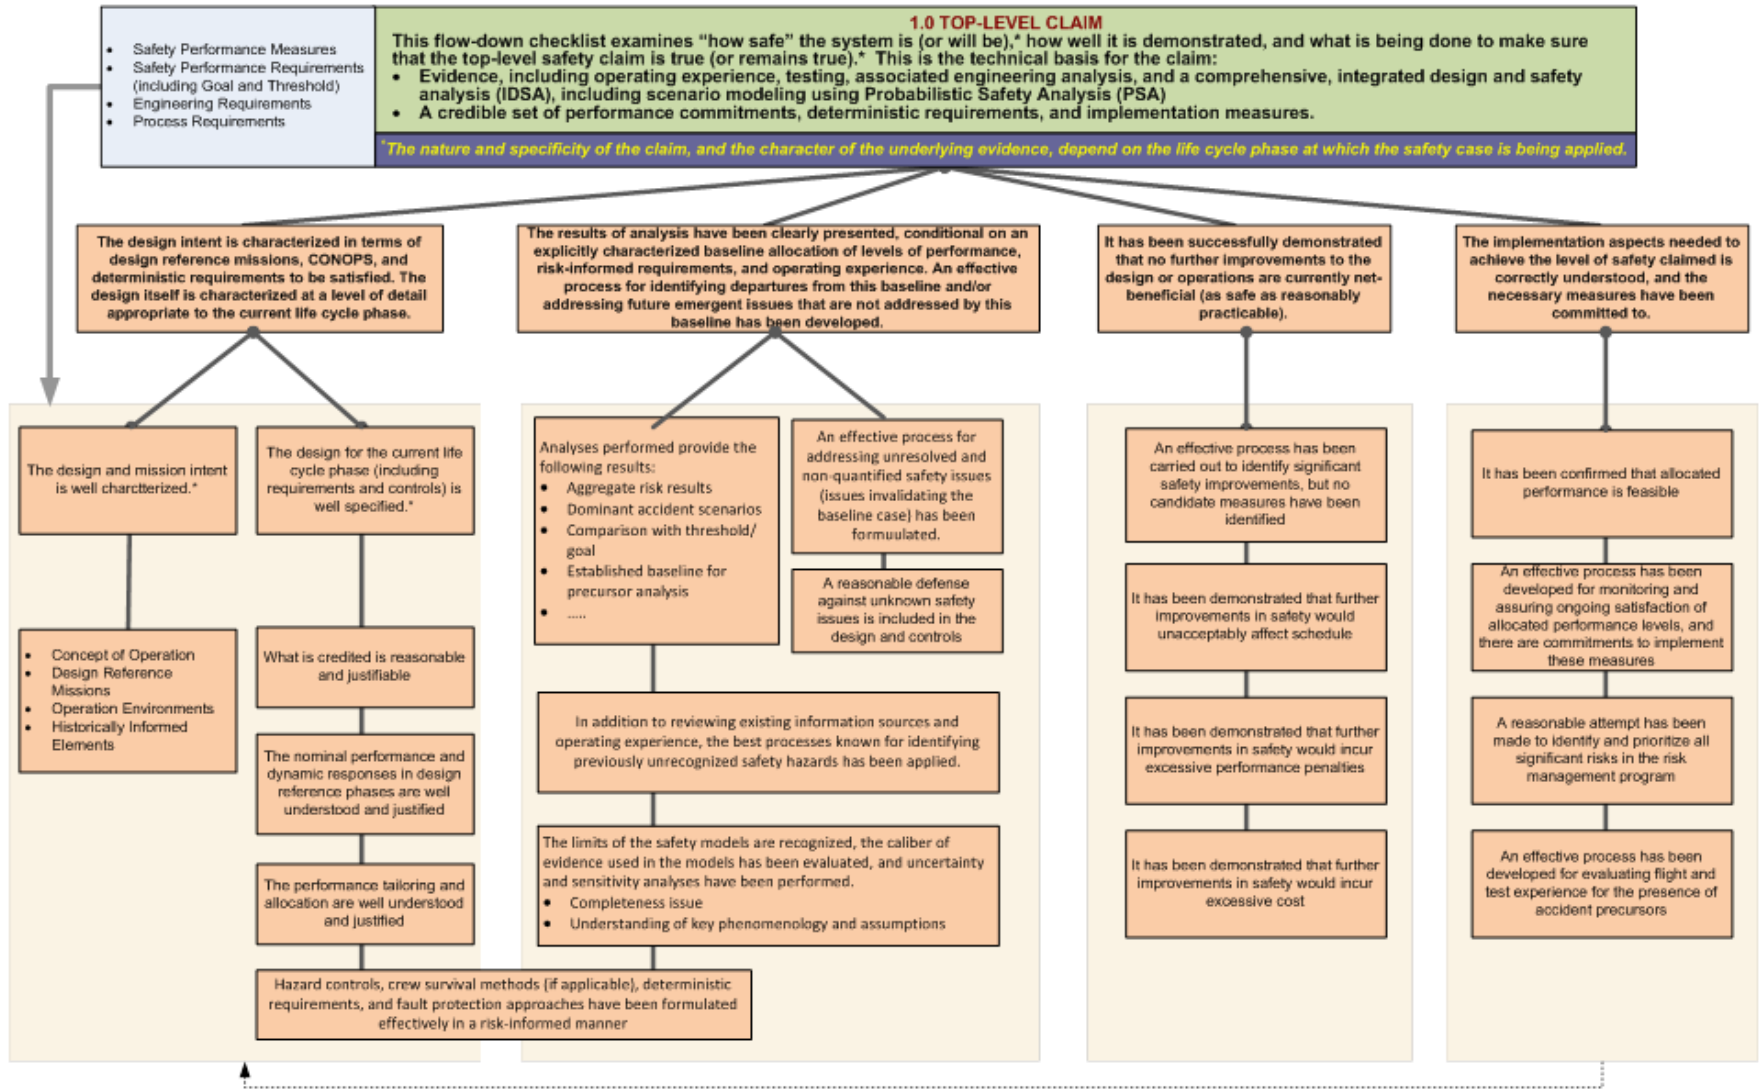 • Safety Performance Measures
• Safety Performance Requirements
(including Goal and Threshold)
• Engineering Requirements
• Process Requirements
1.0 TOP-LEVEL CLAIM
This flow-down checklist examines “how safe” the system is (or will be),* how well it is demonstrated, and what is being done to make sure
that the top-level safety claim is true (or remains true).* This is the technical basis for the claim:
• Evidence, including operating experience, testing, associated engineering analysis, and a comprehensive, integrated design and safety
analysis (IDSA), including scenario modeling using Probabilistic Safety Analysis (PSA)
• A credible set of performance commitments, deterministic requirements, and implementation measures.
*The nature and specificity of the claim, and the character of the underlying evidence, depend on the life cycle phase at which the safety case is being applied.
The design intent is characterized in terms of
design reference missions, CONOPS, and
deterministic requirements to be satisfied. The
design itself is characterized at a level of detail
appropriate to the current life cycle phase.
The results of analysis have been clearly presented, conditional on an
explicitly characterized baseline allocation of levels of performance,
risk-informed requirements, and operating experience. An effective
process for identifying departures from this baseline and/or
addressing future emergent issues that are not addressed by this
baseline has been developed.
It has been successfully demonstrated
that no further improvements to the
design or operations are currently net-
beneficial (as safe as reasonably
practicable).
The implementation aspects needed to
achieve the level of safety claimed is
correctly understood, and the
necessary measures have been
committed to.
The design and mission intent
is well charctterized.*
The design for the current life
cycle phase (including
requirements and controls) is
well specified.*
• Concept of Operation
• Design Reference
Missions
• Operation Environments
• Historically Informed
Elements
What is credited is reasonable
and justifiable
The nominal performance and
dynamic responses in design
reference phases are well
understood and justified
The performance tailoring and
allocation are well understood
and justified
Hazard controls, crew survival methods (if applicable), deterministic
requirements, and fault protection approaches have been formulated
effectively in a risk-informed manner
Analyses performed provide the
following results:
• Aggregate risk results
• Dominant accident scenarios
• Comparison with threshold/
goal
• Established baseline for
precursor analysis
• .....
An effective process for
addressing unresolved and
non-quantified safety issues
(issues invalidating the
baseline case) has been
formuulated.
A reasonable defense
against unknown safety
issues is included in the
design and controls
In addition to reviewing existing information sources and
operating experience, the best processes known for identifying
previously unrecognized safety hazards has been applied.
The limits of the safety models are recognized, the caliber of
evidence used in the models has been evaluated, and uncertainty
and sensitivity analyses have been performed.
• Completeness issue
• Understanding of key phenomenology and assumptions
An effective process has been
carried out to identify significant
safety improvements, but no
candidate measures have been
identified
It has been demonstrated that further
improvements in safety would
unacceptably affect schedule
It has been demonstrated that further
improvements in safety would incur
excessive performance penalties
It has been demonstrated that further
improvements in safety would incur
excessive cost
It has been confirmed that allocated
performance is feasible
An effective process has been
developed for monitoring and
assuring ongoing satisfaction of
allocated performance levels, and
there are commitments to implement
these measures
A reasonable attempt has been
made to identify and prioritize all
significant risks in the risk
management program
An effective process has been
developed for evaluating flight and
test experience for the presence of
accident precursors